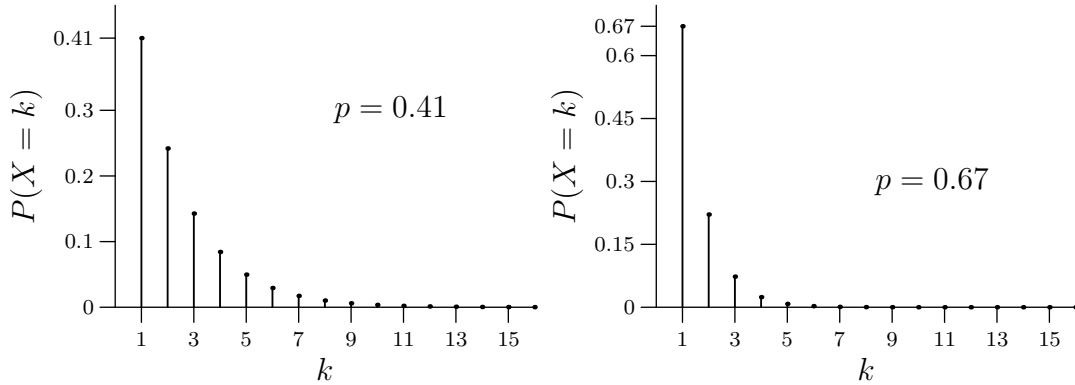 P(X = k)
0.41
0.3
0.2
0.1
0
p = 0.41
1 3 5 7 9 11 13 15
k
P(X = k)
0.67
0.6
0.45
0.3
0.15
0
p = 0.67
1 3 5 7 9 11 13 15
k